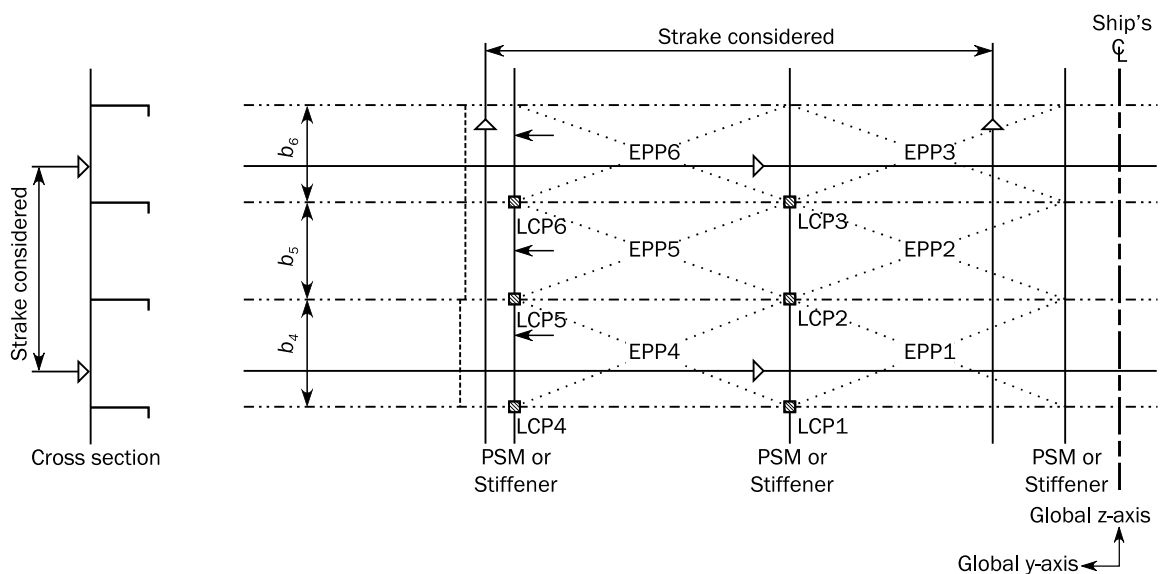 Ship's
℄
Strake considered
b6
EPP6
EPP3
LCP6
LCP3
Strake considered
b5
EPP5
EPP2
LCP5
LCP2
b4
EPP4
EPP1
LCP4
LCP1
Cross section
PSM or
Stiffener
PSM or
Stiffener
PSM or
Stiffener
Global z-axis
Global y-axis